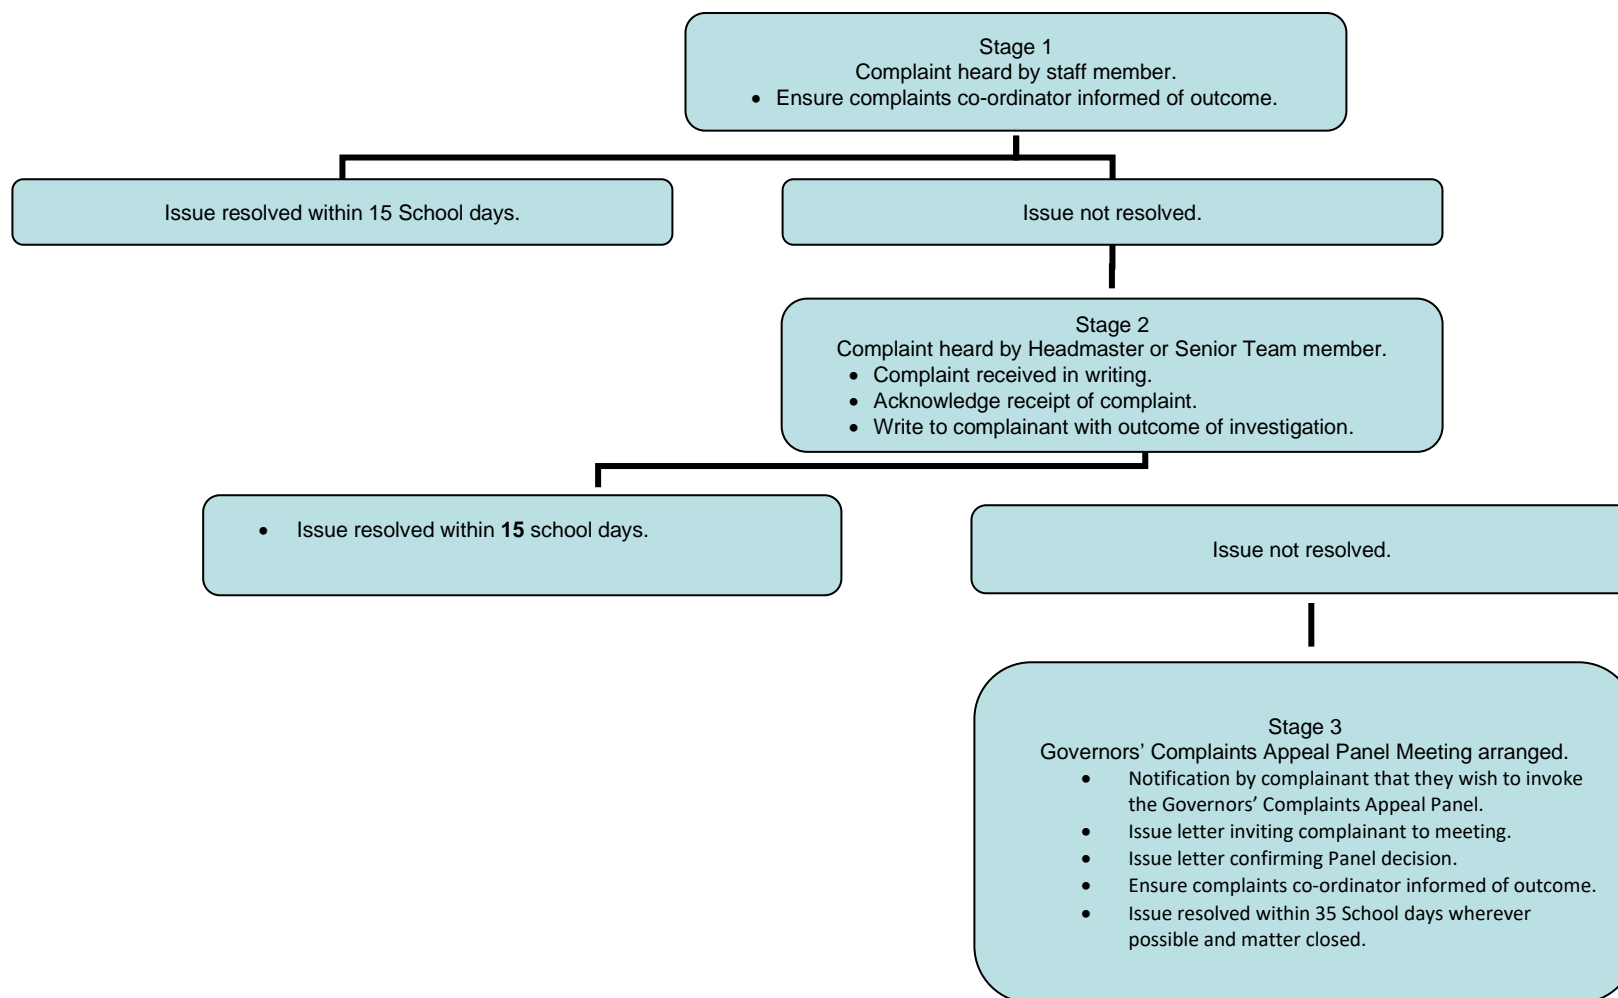 Stage 1
Complaint heard by staff member.
• Ensure complaints co-ordinator informed of outcome.
Issue resolved within 15 School days.
Issue not resolved.
Stage 2
Complaint heard by Headmaster or Senior Team member.
• Complaint received in writing.
• Acknowledge receipt of complaint.
• Write to complainant with outcome of investigation.
• Issue resolved within 15 school days.
Issue not resolved.
Stage 3
Governors’ Complaints Appeal Panel Meeting arranged.
• Notification by complainant that they wish to invoke
the Governors’ Complaints Appeal Panel.
• Issue letter inviting complainant to meeting.
• Issue letter confirming Panel decision.
• Ensure complaints co-ordinator informed of outcome.
• Issue resolved within 35 School days wherever
possible and matter closed.